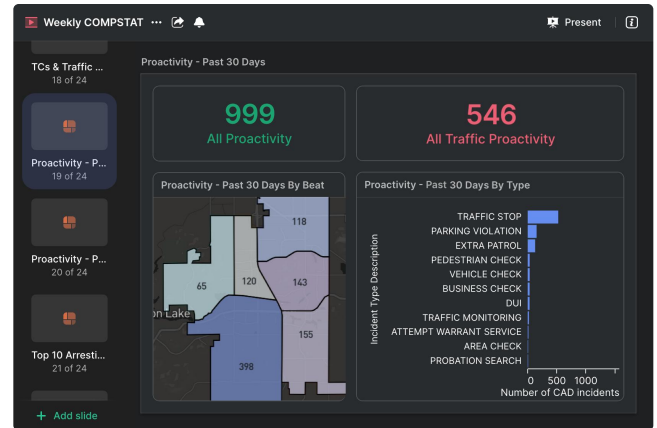 Weekly COMPSTAT ...
Present
TCs & Traffic ...
18 of 24
Proactivity - P...
19 of 24
Proactivity - P...
20 of 24
Top 10 Arresti...
21 of 24
+ Add slide
Proactivity - Past 30 Days
999
All Proactivity
546
All Traffic Proactivity
Proactivity - Past 30 Days By Beat
118
65
120
143
on Lake
155
398
Proactivity - Past 30 Days By Type
Incident Type Description
TRAFFIC STOP
PARKING VIOLATION
EXTRA PATROL
PEDESTRIAN CHECK
VEHICLE CHECK
BUSINESS CHECK
DUI
TRAFFIC MONITORING
ATTEMPT WARRANT SERVICE
AREA CHECK
PROBATION SEARCH
0 500 1000
Number of CAD incidents